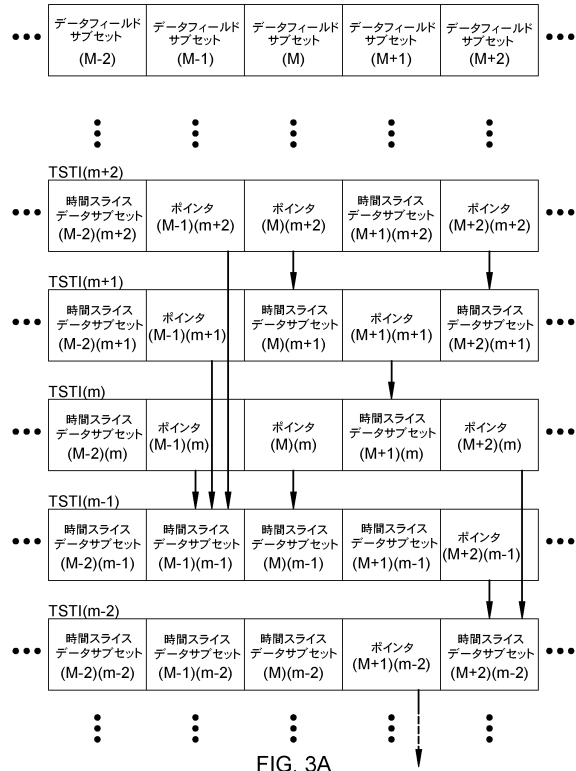 データフィールド データフィールド データフィールド データフィールド データフィールド
サブセット サブセット サブセット サブセット サブセット
(M-2) (M-1) (M) (M+1) (M+2)
TSTI(m+2)
時間スライス ポインタ ポインタ 時間スライス ポインタ
データサブセット (M-1)(m+2) (M)(m+2) データサブセット (M+2)(m+2)
(M-2)(m+2) (M+1)(m+2)
TSTI(m+1)
時間スライス ポインタ 時間スライス ポインタ 時間スライス
データサブセット (M-1)(m+1) データサブセット (M+1)(m+1) データサブセット
(M-2)(m+1) (M)(m+1) (M+2)(m+1)
TSTI(m)
時間スライス ポインタ ポインタ 時間スライス ポインタ
データサブセット (M-1)(m) (M)(m) データサブセット (M+2)(m)
(M-2)(m) (M+1)(m)
TSTI(m-1)
時間スライス 時間スライス 時間スライス 時間スライス ポインタ
データサブセット データサブセット データサブセット データサブセット (M+2)(m-1)
(M-2)(m-1) (M-1)(m-1) (M)(m-1) (M+1)(m-1)
TSTI(m-2)
時間スライス 時間スライス 時間スライス ポインタ 時間スライス
データサブセット データサブセット データサブセット (M+1)(m-2) データサブセット
(M-2)(m-2) (M-1)(m-2) (M)(m-2) (M+2)(m-2)
FIG. 3A